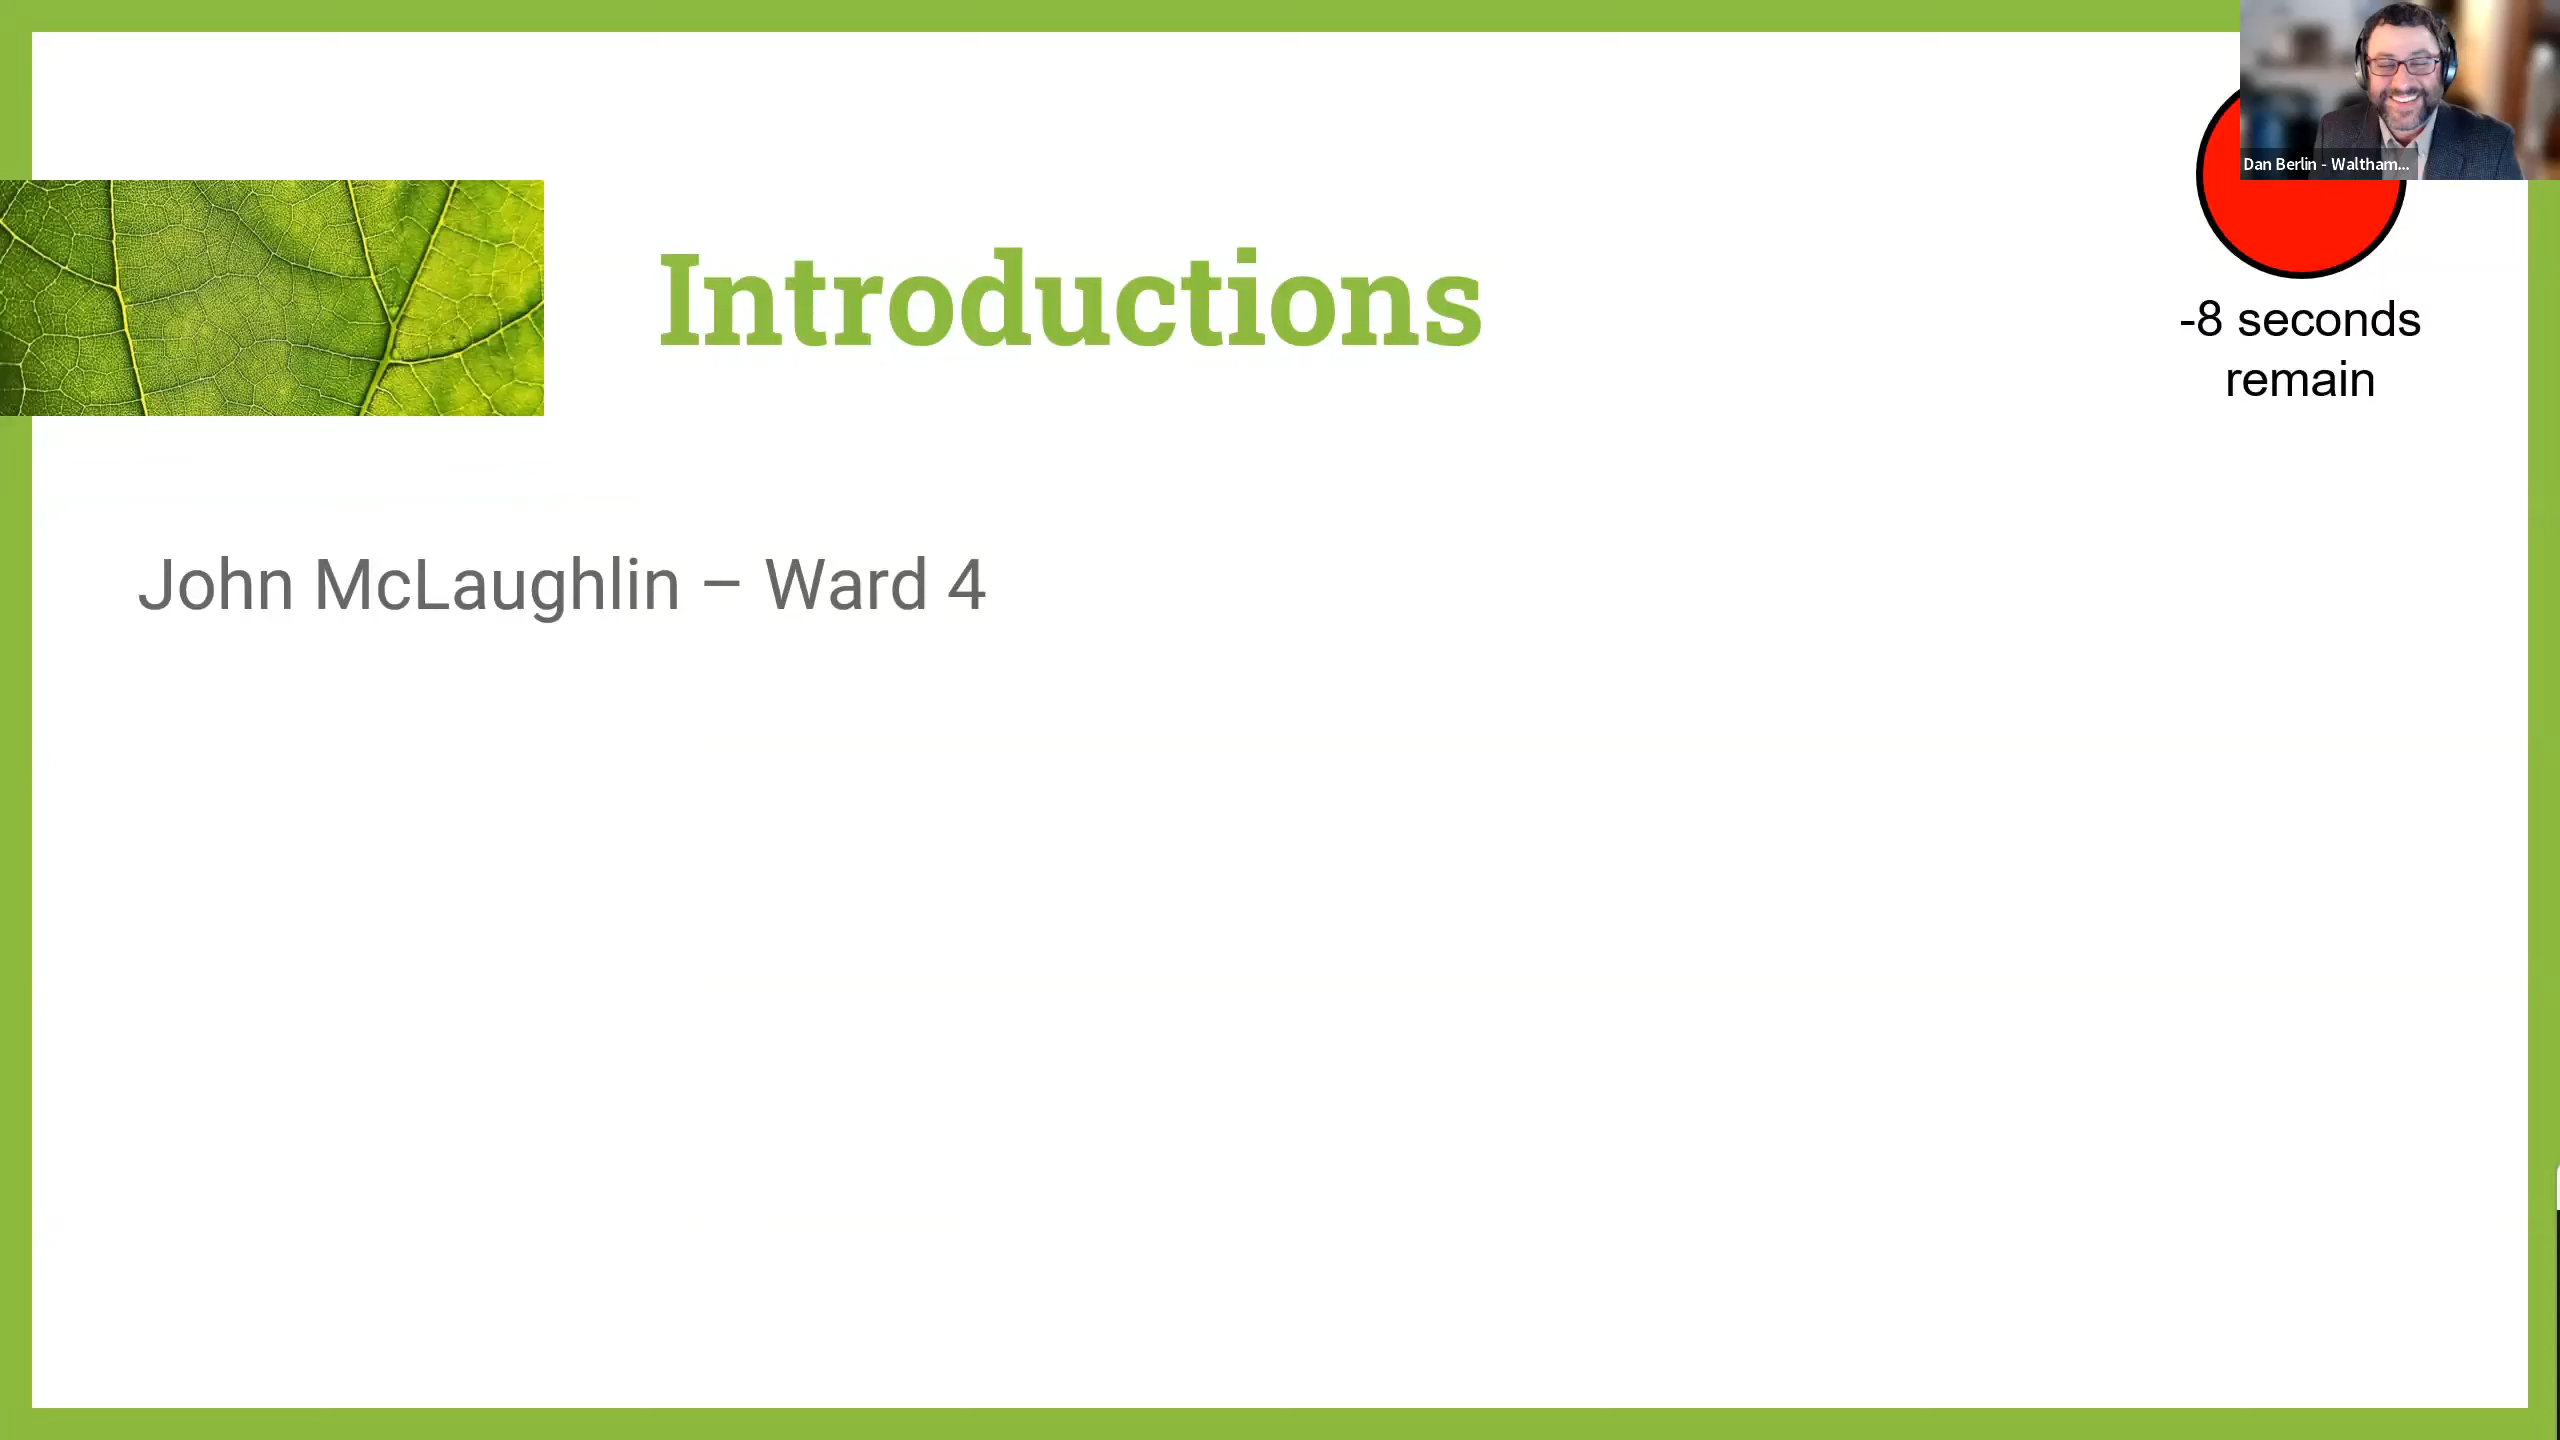 Dan Berlin - Waltham...
Introductions
-8 seconds
remain
John McLaughlin – Ward 4